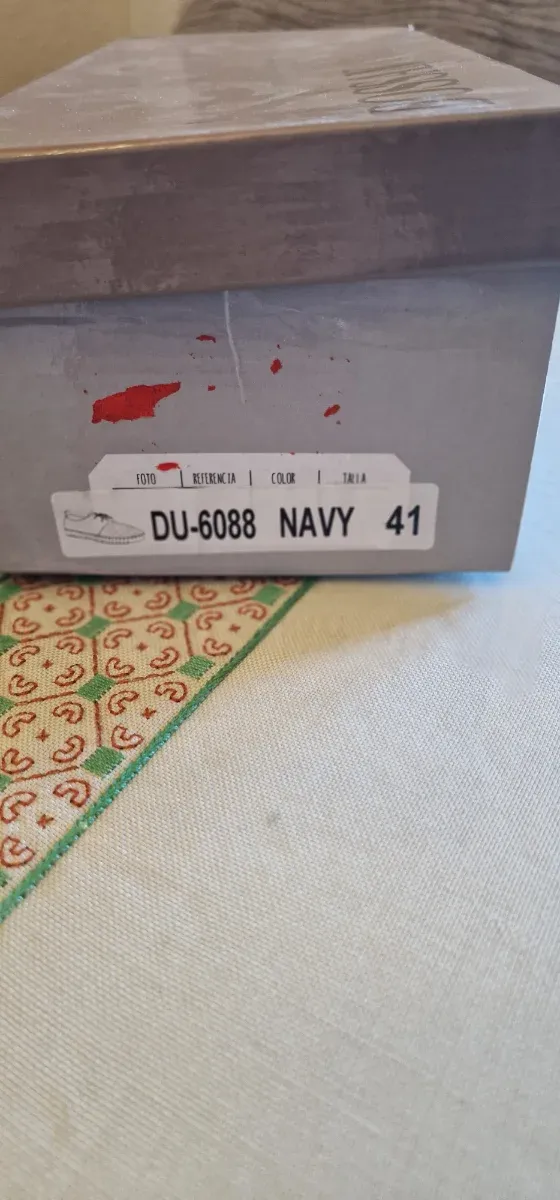 FOTO | REFERENCIA | COLOR | TALLA
DU-6088 NAVY 41